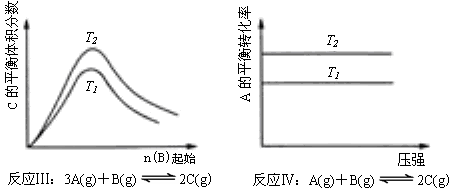 C的平衡体积分数
T₂
T₁
n(B)起始
反应III: 3A(g)+B(g) ⇌ 2C(g)
A的平衡转化率
T₂
T₁
压强
反应Ⅳ: A(g)+B(g) ⇌ 2C(g)